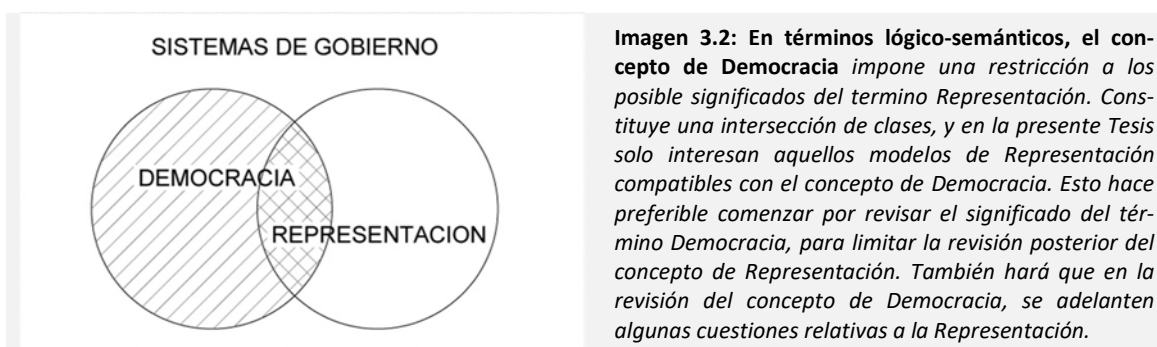 SISTEMAS DE GOBIERNO
DEMOCRACIA
REPRESENTACION
Imagen 3.2: En términos lógico-semánticos, el con-
cepto de Democracia impone una restricción a los
posible significados del termino Representación. Cons-
tituye una intersección de clases, y en la presente Tesis
solo interesan aquellos modelos de Representación
compatibles con el concepto de Democracia. Esto hace
preferible comenzar por revisar el significado del tér-
mino Democracia, para limitar la revisión posterior del
concepto de Representación. También hará que en la
revisión del concepto de Democracia, se adelanten
algunas cuestiones relativas a la Representación.